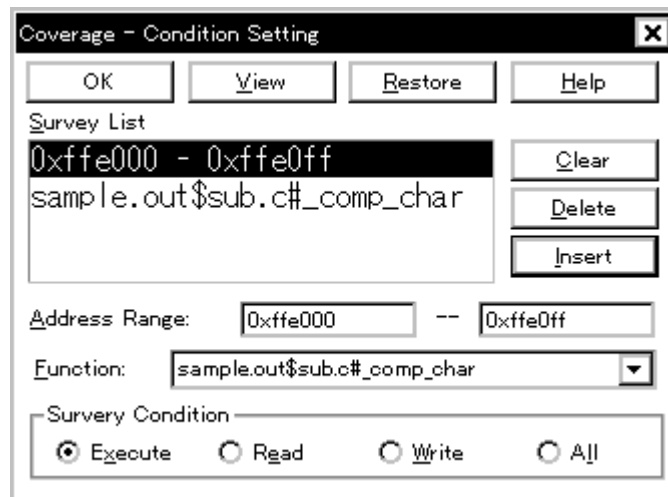 Coverage - Condition Setting
OK View Restore Help
Survey List
0xffe000 - 0xffe0ff
sample.out$sub.c#_comp_char
Clear
Delete
Insert
Address Range: 0xffe000 -- 0xffe0ff
Function: sample.out$sub.c#_comp_char
Survery Condition
Execute Read Write All